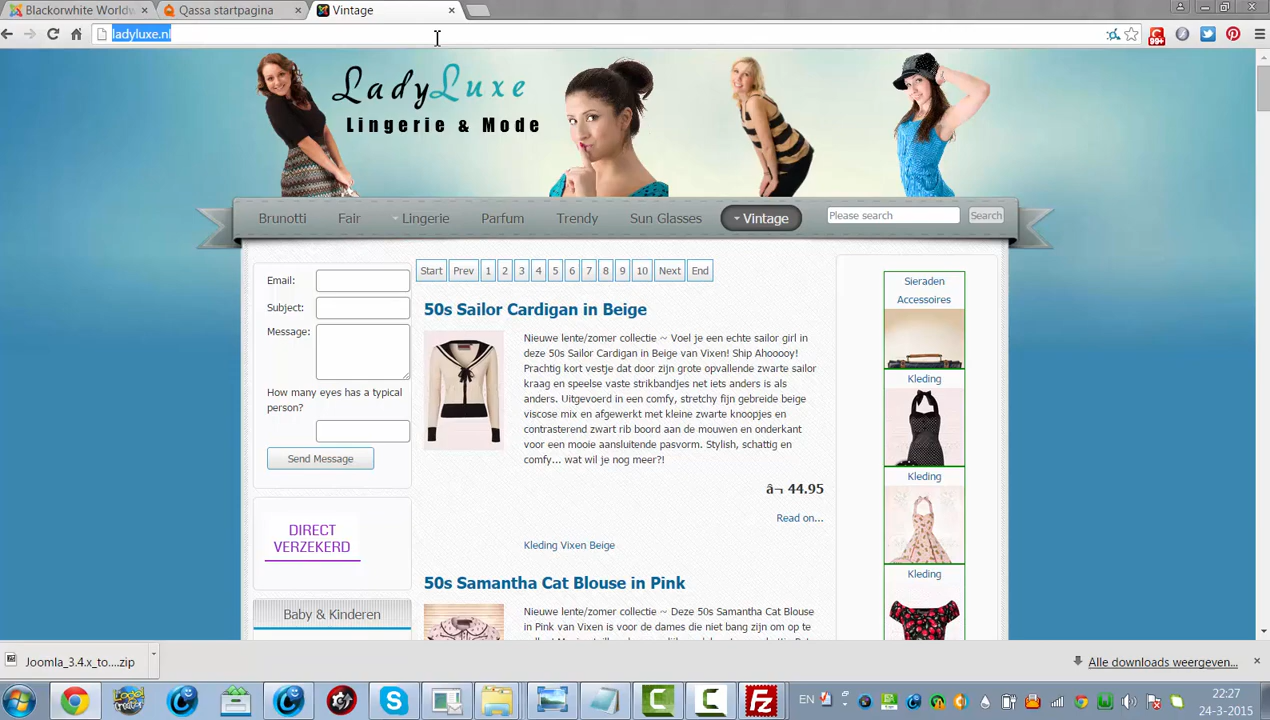 Blackorwhite Worldw
Qassa startpagina
Vintage
ladyluxe.nl
99+
LadyLuxe
Lingerie & Mode
Brunotti
Fair
Lingerie
Parfum
Trendy
Sun Glasses
Vintage
Please search
Search
Email:
Subject:
Message:
How many eyes has a typical
person?
Send Message
DIRECT
VERZEKERD
Baby & Kinderen
Start Prev 1 2 3 4 5 6 7 8 9 10 Next End
50s Sailor Cardigan in Beige
Nieuwe lente/zomer collectie ~ Voel je een echte sailor girl in
deze 50s Sailor Cardigan in Beige van Vixen! Ship Ahooooy!
Prachtig kort vestje dat door zijn grote opvallende zwarte sailor
kraag en speelse vaste strikbandjes net iets anders is als
anders. Uitgevoerd in een comfy, stretchy fijn gebreide beige
viscose mix en afgewerkt met kleine zwarte knoopjes en
contrasterend zwart rib boord aan de mouwen en onderkant
voor een mooie aansluitende pasvorm. Stylish, schattig en
comfy... wat wil je nog meer?!
â¬ 44.95
Read on...
Kleding Vixen Beige
50s Samantha Cat Blouse in Pink
Nieuwe lente/zomer collectie ~ Deze 50s Samantha Cat Blouse
in Pink van Vixen is voor de dames die niet bang zijn om op te
Sieraden
Accessoires
Kleding
Kleding
Kleding
Joomla_3.4.x_to....zip
Alle downloads weergeven...
EN
22:27
24-3-2015